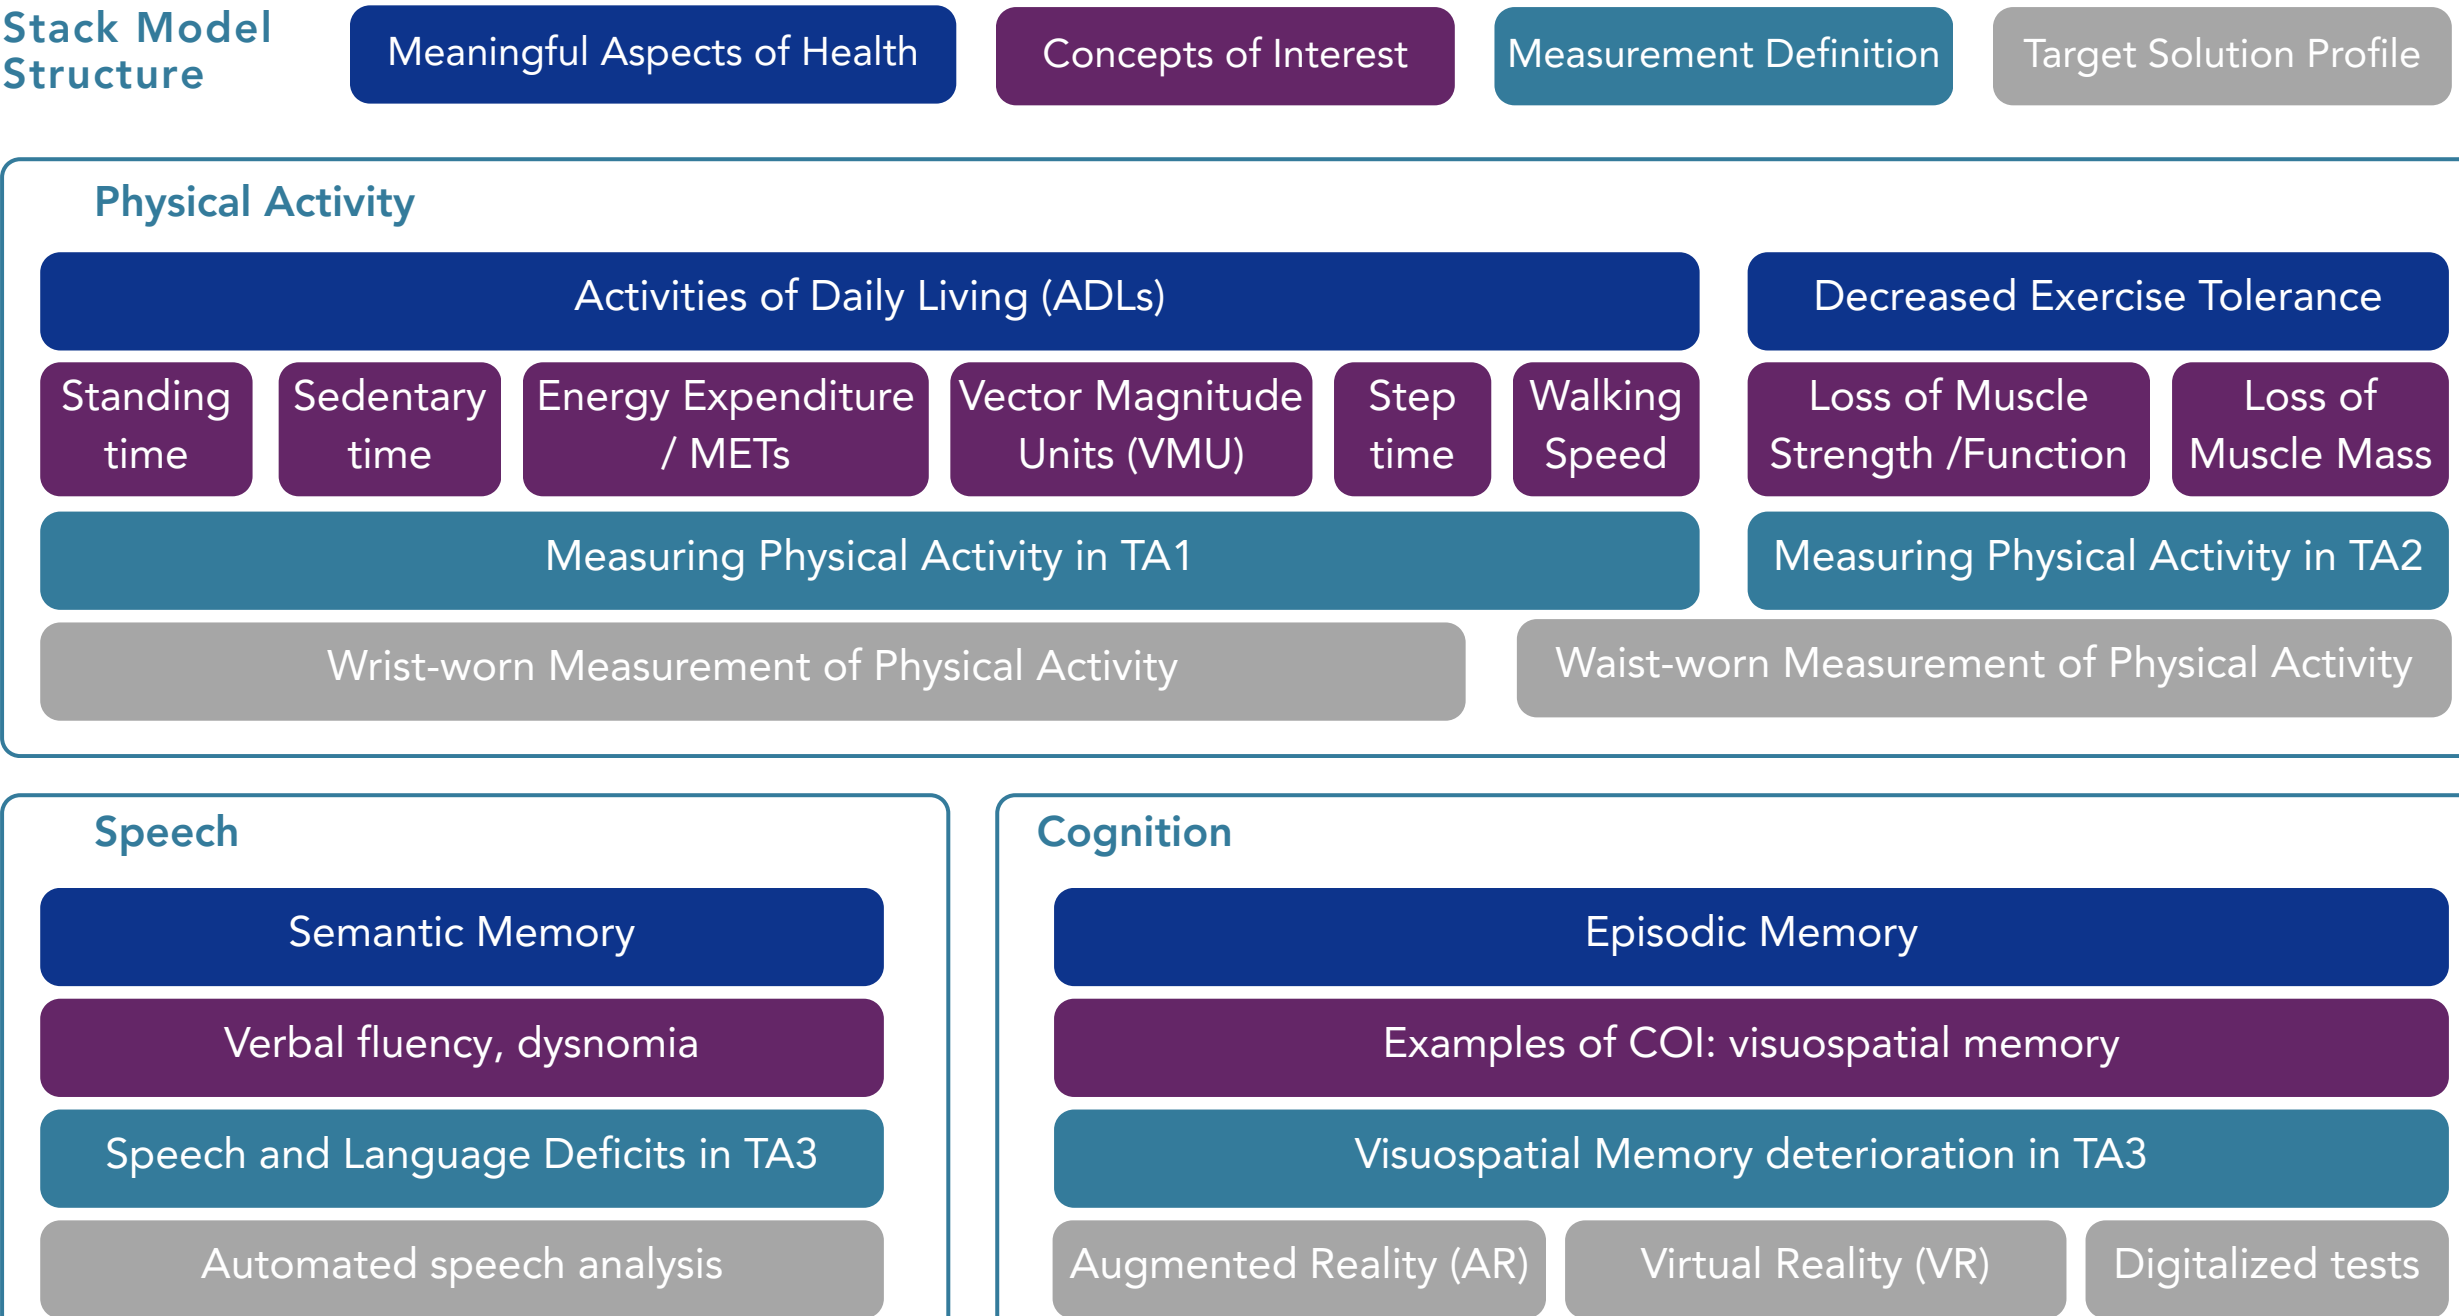 Stack Model
Structure
Meaningful Aspects of Health
Concepts of Interest
Measurement Definition
Target Solution Profile
Physical Activity
Activities of Daily Living (ADLs)
Decreased Exercise Tolerance
Standing
time
Sedentary
time
Energy Expenditure
/ METs
Vector Magnitude
Units (VMU)
Step
time
Walking
Speed
Loss of Muscle
Strength /Function
Loss of
Muscle Mass
Measuring Physical Activity in TA1
Measuring Physical Activity in TA2
Wrist-worn Measurement of Physical Activity
Waist-worn Measurement of Physical Activity
Speech
Semantic Memory
Verbal fluency, dysnomia
Speech and Language Deficits in TA3
Automated speech analysis
Cognition
Episodic Memory
Examples of COI: visuospatial memory
Visuospatial Memory deterioration in TA3
Augmented Reality (AR)
Virtual Reality (VR)
Digitalized tests